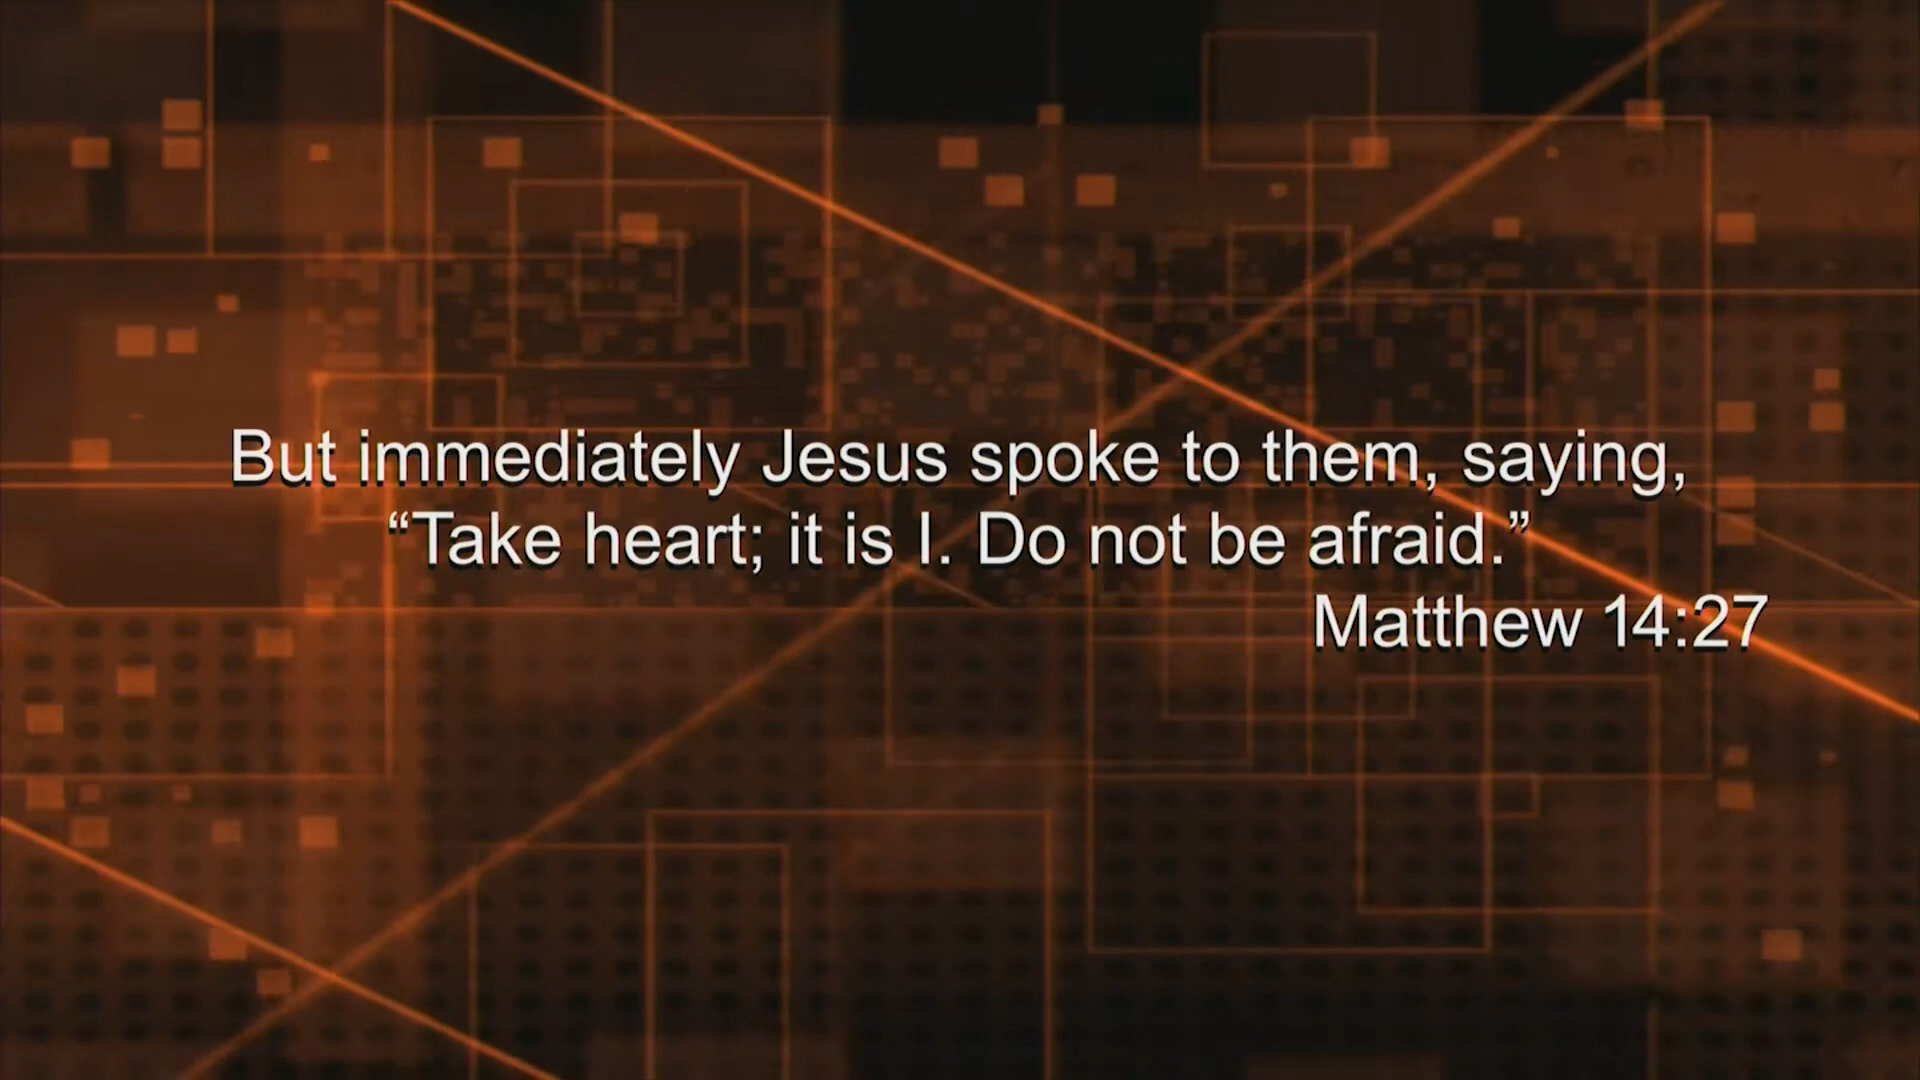 But immediately Jesus spoke to them, saying,
“Take heart; it is I. Do not be afraid.”
Matthew 14:27